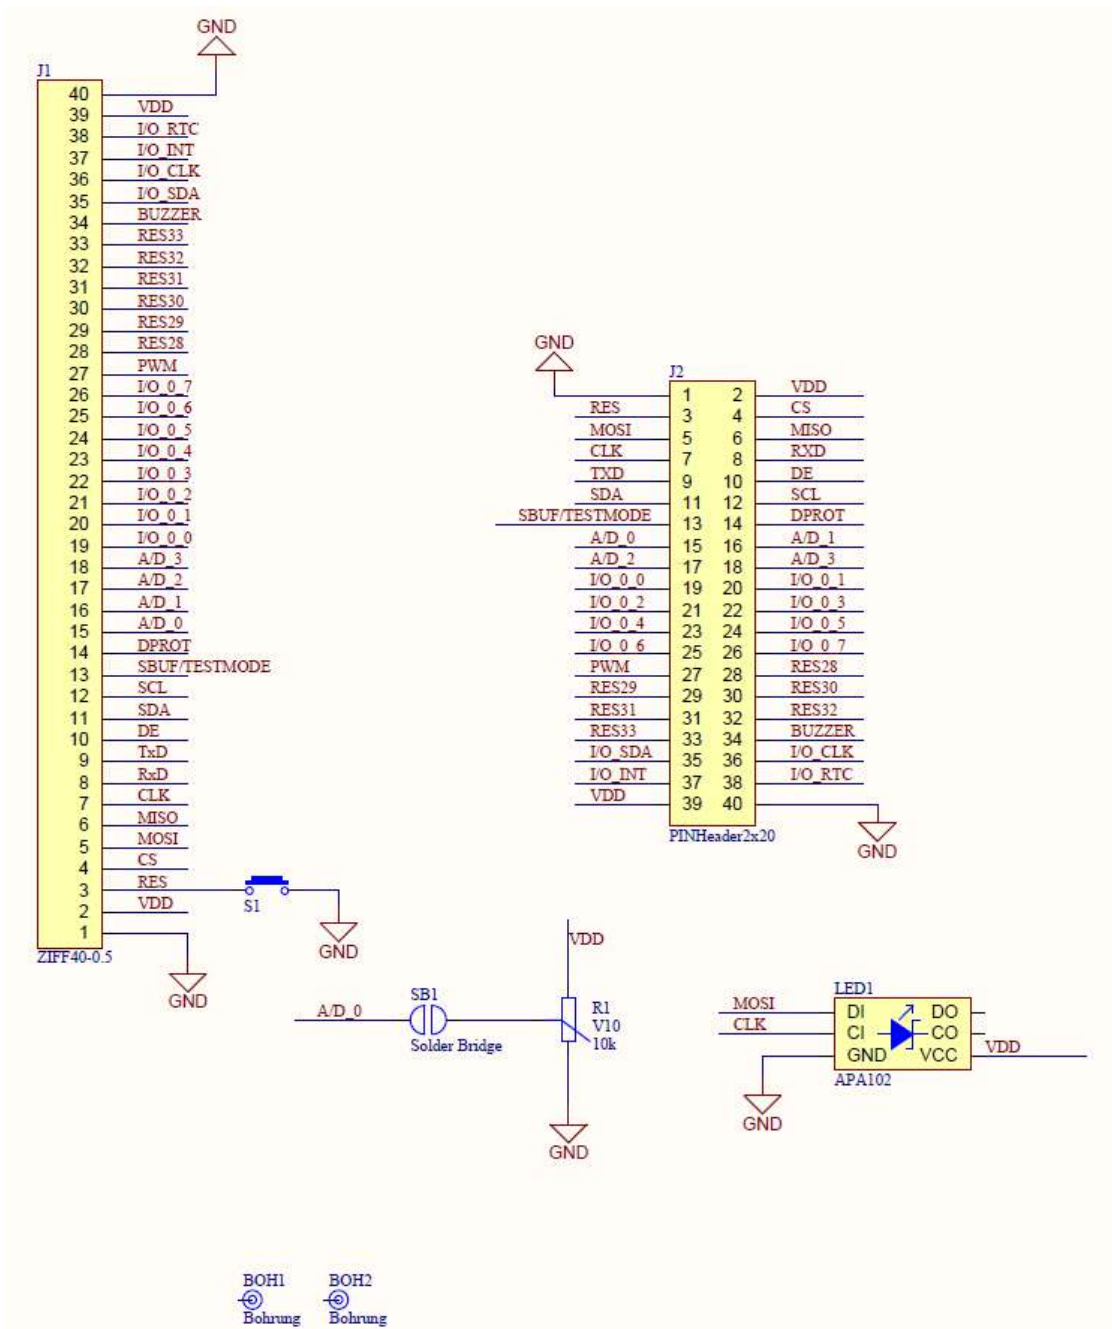 GND
J1
40
39 VDD
38 I/O_RTC
37 I/O_INT
36 I/O_CLK
35 I/O_SDA
34 BUZZER
33 RES33
32 RES32
31 RES31
30 RES30
29 RES29
28 RES28
27 PWM
26 I/O_0_7
25 I/O_0_6
24 I/O_0_5
23 I/O_0_4
22 I/O_0_3
21 I/O_0_2
20 I/O_0_1
19 I/O_0_0
18 A/D_3
17 A/D_2
16 A/D_1
15 A/D_0
14 DPROT
13 SBUF/TESTMODE
12 SCL
11 SDA
10 DE
9 TxD
8 RxD
7 CLK
6 MISO
5 MOSI
4 CS
3 RES
2 VDD
1
ZIFF40-0.5
GND
S1
GND
GND
J2
1 2 VDD
RES 3 4 CS
MOSI 5 6 MISO
CLK 7 8 RXD
TXD 9 10 DE
SDA 11 12 SCL
SBUF/TESTMODE 13 14 DPROT
A/D_0 15 16 A/D_1
A/D_2 17 18 A/D_3
I/O_0_0 19 20 I/O_0_1
I/O_0_2 21 22 I/O_0_3
I/O_0_4 23 24 I/O_0_5
I/O_0_6 25 26 I/O_0_7
PWM 27 28 RES28
RES29 29 30 RES30
RES31 31 32 RES32
RES33 33 34 BUZZER
I/O_SDA 35 36 I/O_CLK
I/O_INT 37 38 I/O_RTC
VDD 39 40
PINHeader2x20
GND
VDD
A/D_0
SB1
Solder Bridge
R1
V10
10k
GND
LED1
MOSI DI DO
CLK CI CO
GND VCC VDD
APA102
GND
BOH1
Bohrung
BOH2
Bohrung